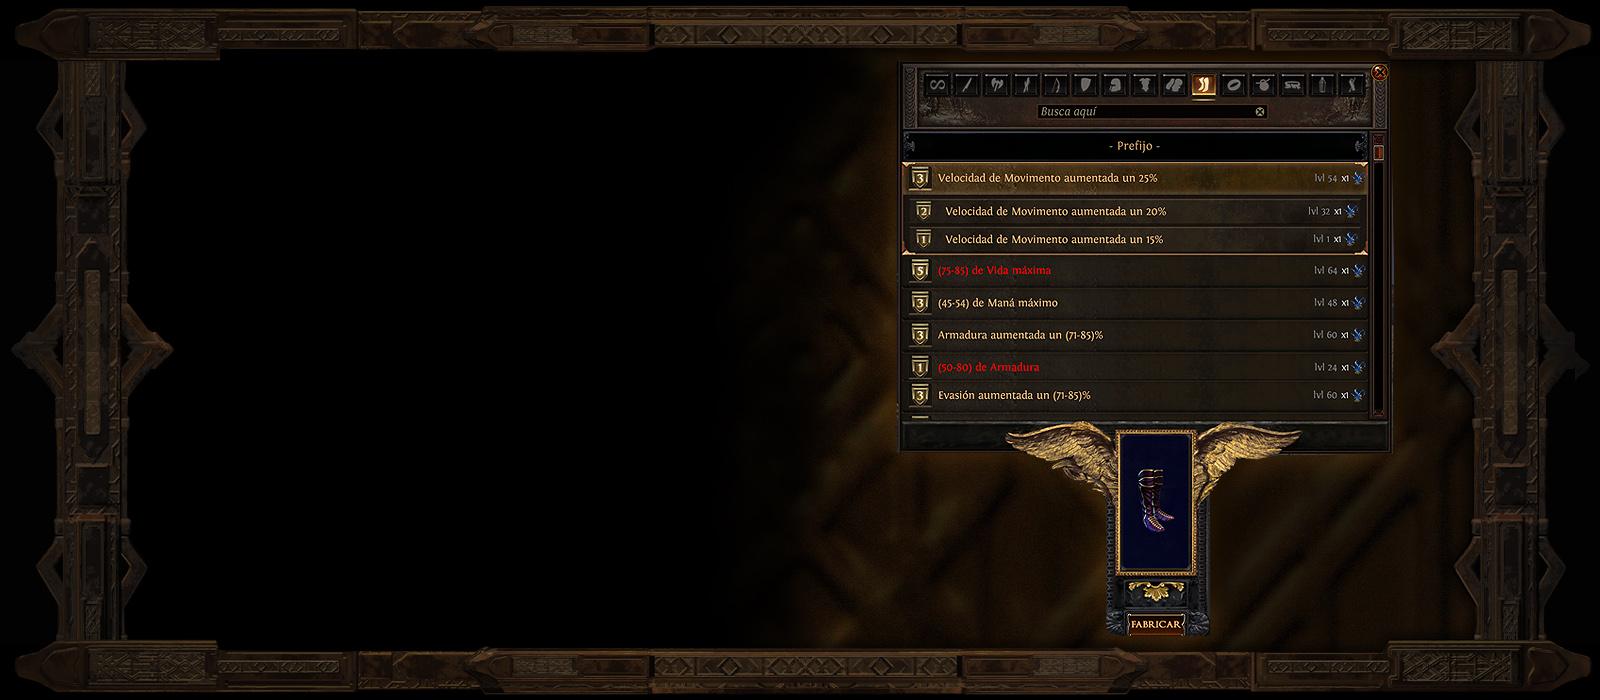 Busca aquí
- Prefijo -
3 Velocidad de Movimento aumentada un 25% lvl 54 x1
2 Velocidad de Movimento aumentada un 20% lvl 32 x1
1 Velocidad de Movimento aumentada un 15% lvl 1 x1
5 (75-85) de Vida máxima lvl 64 x1
3 (45-54) de Maná máximo lvl 48 x1
3 Armadura aumentada un (71-85)% lvl 60 x1
1 (50-80) de Armadura lvl 24 x1
3 Evasión aumentada un (71-85)% lvl 60 x1
FABRICAR